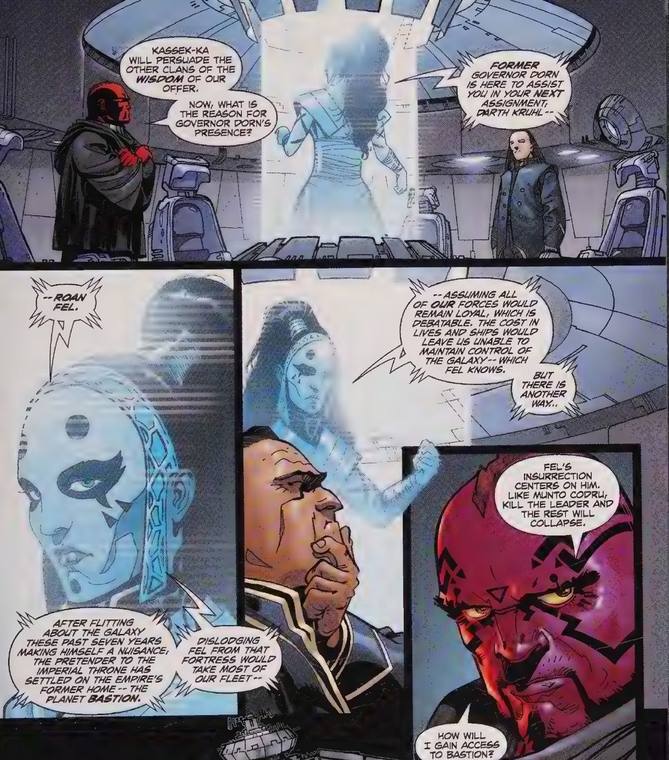 KASSEK-KA
WILL PERSUADE THE
OTHER CLANS OF THE
WISDOM OF OUR
OFFER.
NOW, WHAT IS
THE REASON FOR
GOVERNOR DORN'S
PRESENCE?
FORMER
GOVERNOR DORN
IS HERE TO ASSIST
YOU IN YOUR NEXT
ASSIGNMENT,
DARTH KRUHL--
--ROAN
FEL.
AFTER FLITTING
ABOUT THE GALAXY
THESE PAST SEVEN YEARS
MAKING HIMSELF A NUISANCE,
THE PRETENDER TO THE
IMPERIAL THRONE HAS
SETTLED ON THE EMPIRE'S
FORMER HOME -- THE
PLANET BASTION.
DISLODGING
FEL FROM THAT
FORTRESS WOULD
TAKE MOST OF
OUR FLEET--
--ASSUMING ALL
OF OUR FORCES WOULD
REMAIN LOYAL, WHICH IS
DEBATABLE. THE COST IN
LIVES AND SHIPS WOULD
LEAVE US UNABLE TO
MAINTAIN CONTROL OF
THE GALAXY-- WHICH
FEL KNOWS.
BUT
THERE IS
ANOTHER
WAY...
FEL'S
INSURRECTION
CENTERS ON HIM.
LIKE MUNTO CODRU,
KILL THE LEADER AND
THE REST WILL
COLLAPSE.
HOW WILL
I GAIN ACCESS
TO BASTION?